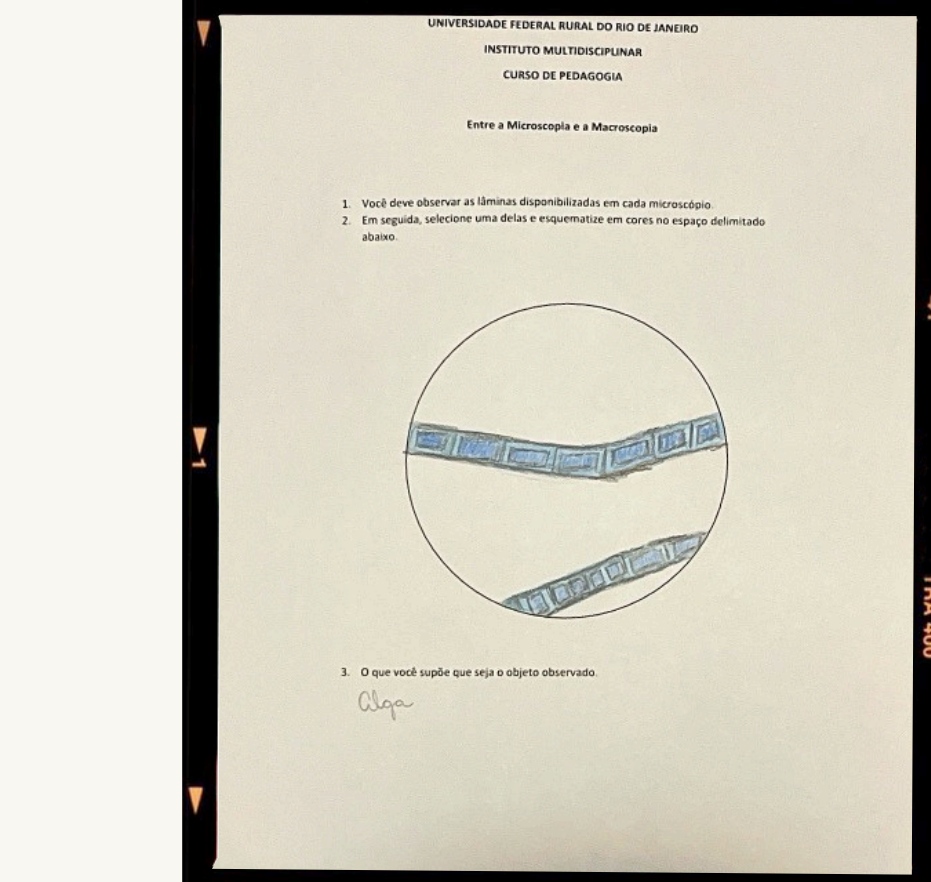 UNIVERSIDADE FEDERAL RURAL DO RIO DE JANEIRO
INSTITUTO MULTIDISCIPLINAR
CURSO DE PEDAGOGIA
Entre a Microscopia e a Macroscopia
1. Você deve observar as lâminas disponibilizadas em cada microscópio.
2. Em seguida, selecione uma delas e esquematize em cores no espaço delimitado
abaixo.
3. O que você supõe que seja o objeto observado.
Alga
1